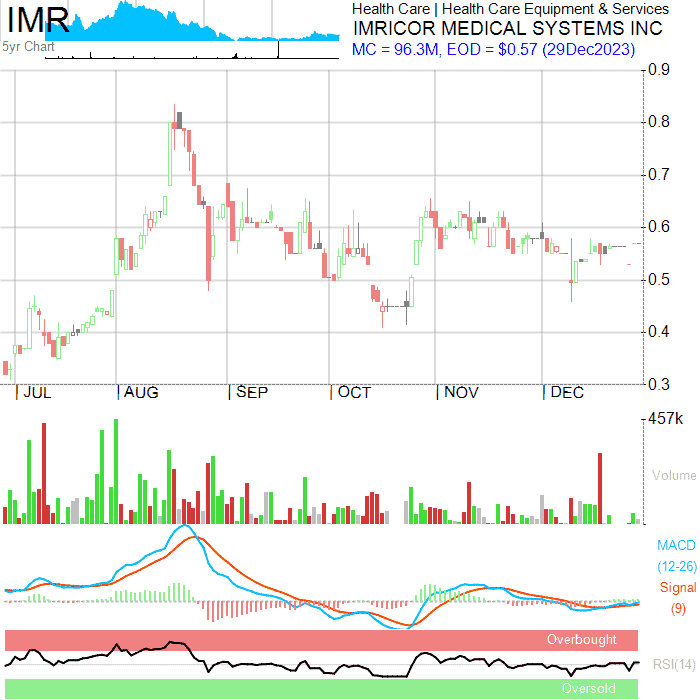 IMR
5yr Chart
Health Care | Health Care Equipment & Services
IMRICOR MEDICAL SYSTEMS INC
MC = 96.3M, EOD = $0.57 (29Dec2023)
0.9
0.8
0.7
0.6
0.5
0.4
0.3
| JUL | AUG | SEP | OCT | NOV | DEC
457k
Volume
MACD
(12-26)
Signal
(9)
Overbought
RSI(14)
Oversold